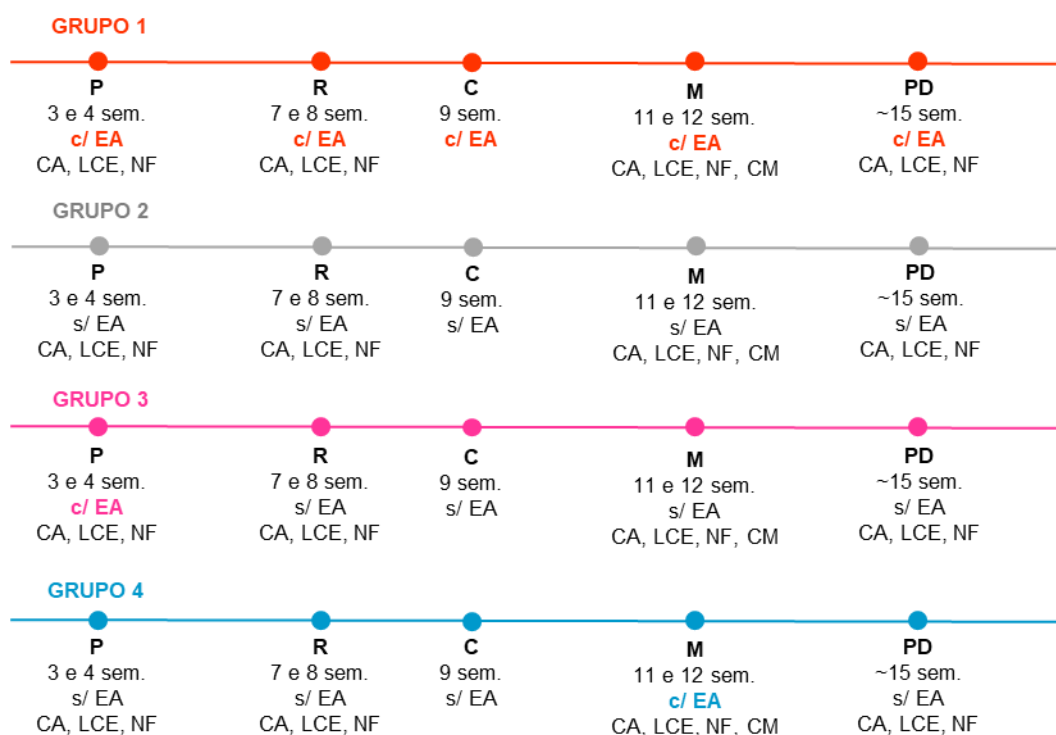 GRUPO 1
P R C M PD
3 e 4 sem. 7 e 8 sem. 9 sem. 11 e 12 sem. ~15 sem.
c/ EA c/ EA c/ EA c/ EA c/ EA
CA, LCE, NF CA, LCE, NF CA, LCE, NF, CM CA, LCE, NF
GRUPO 2
P R C M PD
3 e 4 sem. 7 e 8 sem. 9 sem. 11 e 12 sem. ~15 sem.
s/ EA s/ EA s/ EA s/ EA s/ EA
CA, LCE, NF CA, LCE, NF CA, LCE, NF, CM CA, LCE, NF
GRUPO 3
P R C M PD
3 e 4 sem. 7 e 8 sem. 9 sem. 11 e 12 sem. ~15 sem.
c/ EA s/ EA s/ EA s/ EA s/ EA
CA, LCE, NF CA, LCE, NF CA, LCE, NF, CM CA, LCE, NF
GRUPO 4
P R C M PD
3 e 4 sem. 7 e 8 sem. 9 sem. 11 e 12 sem. ~15 sem.
s/ EA s/ EA s/ EA c/ EA s/ EA
CA, LCE, NF CA, LCE, NF CA, LCE, NF, CM CA, LCE, NF